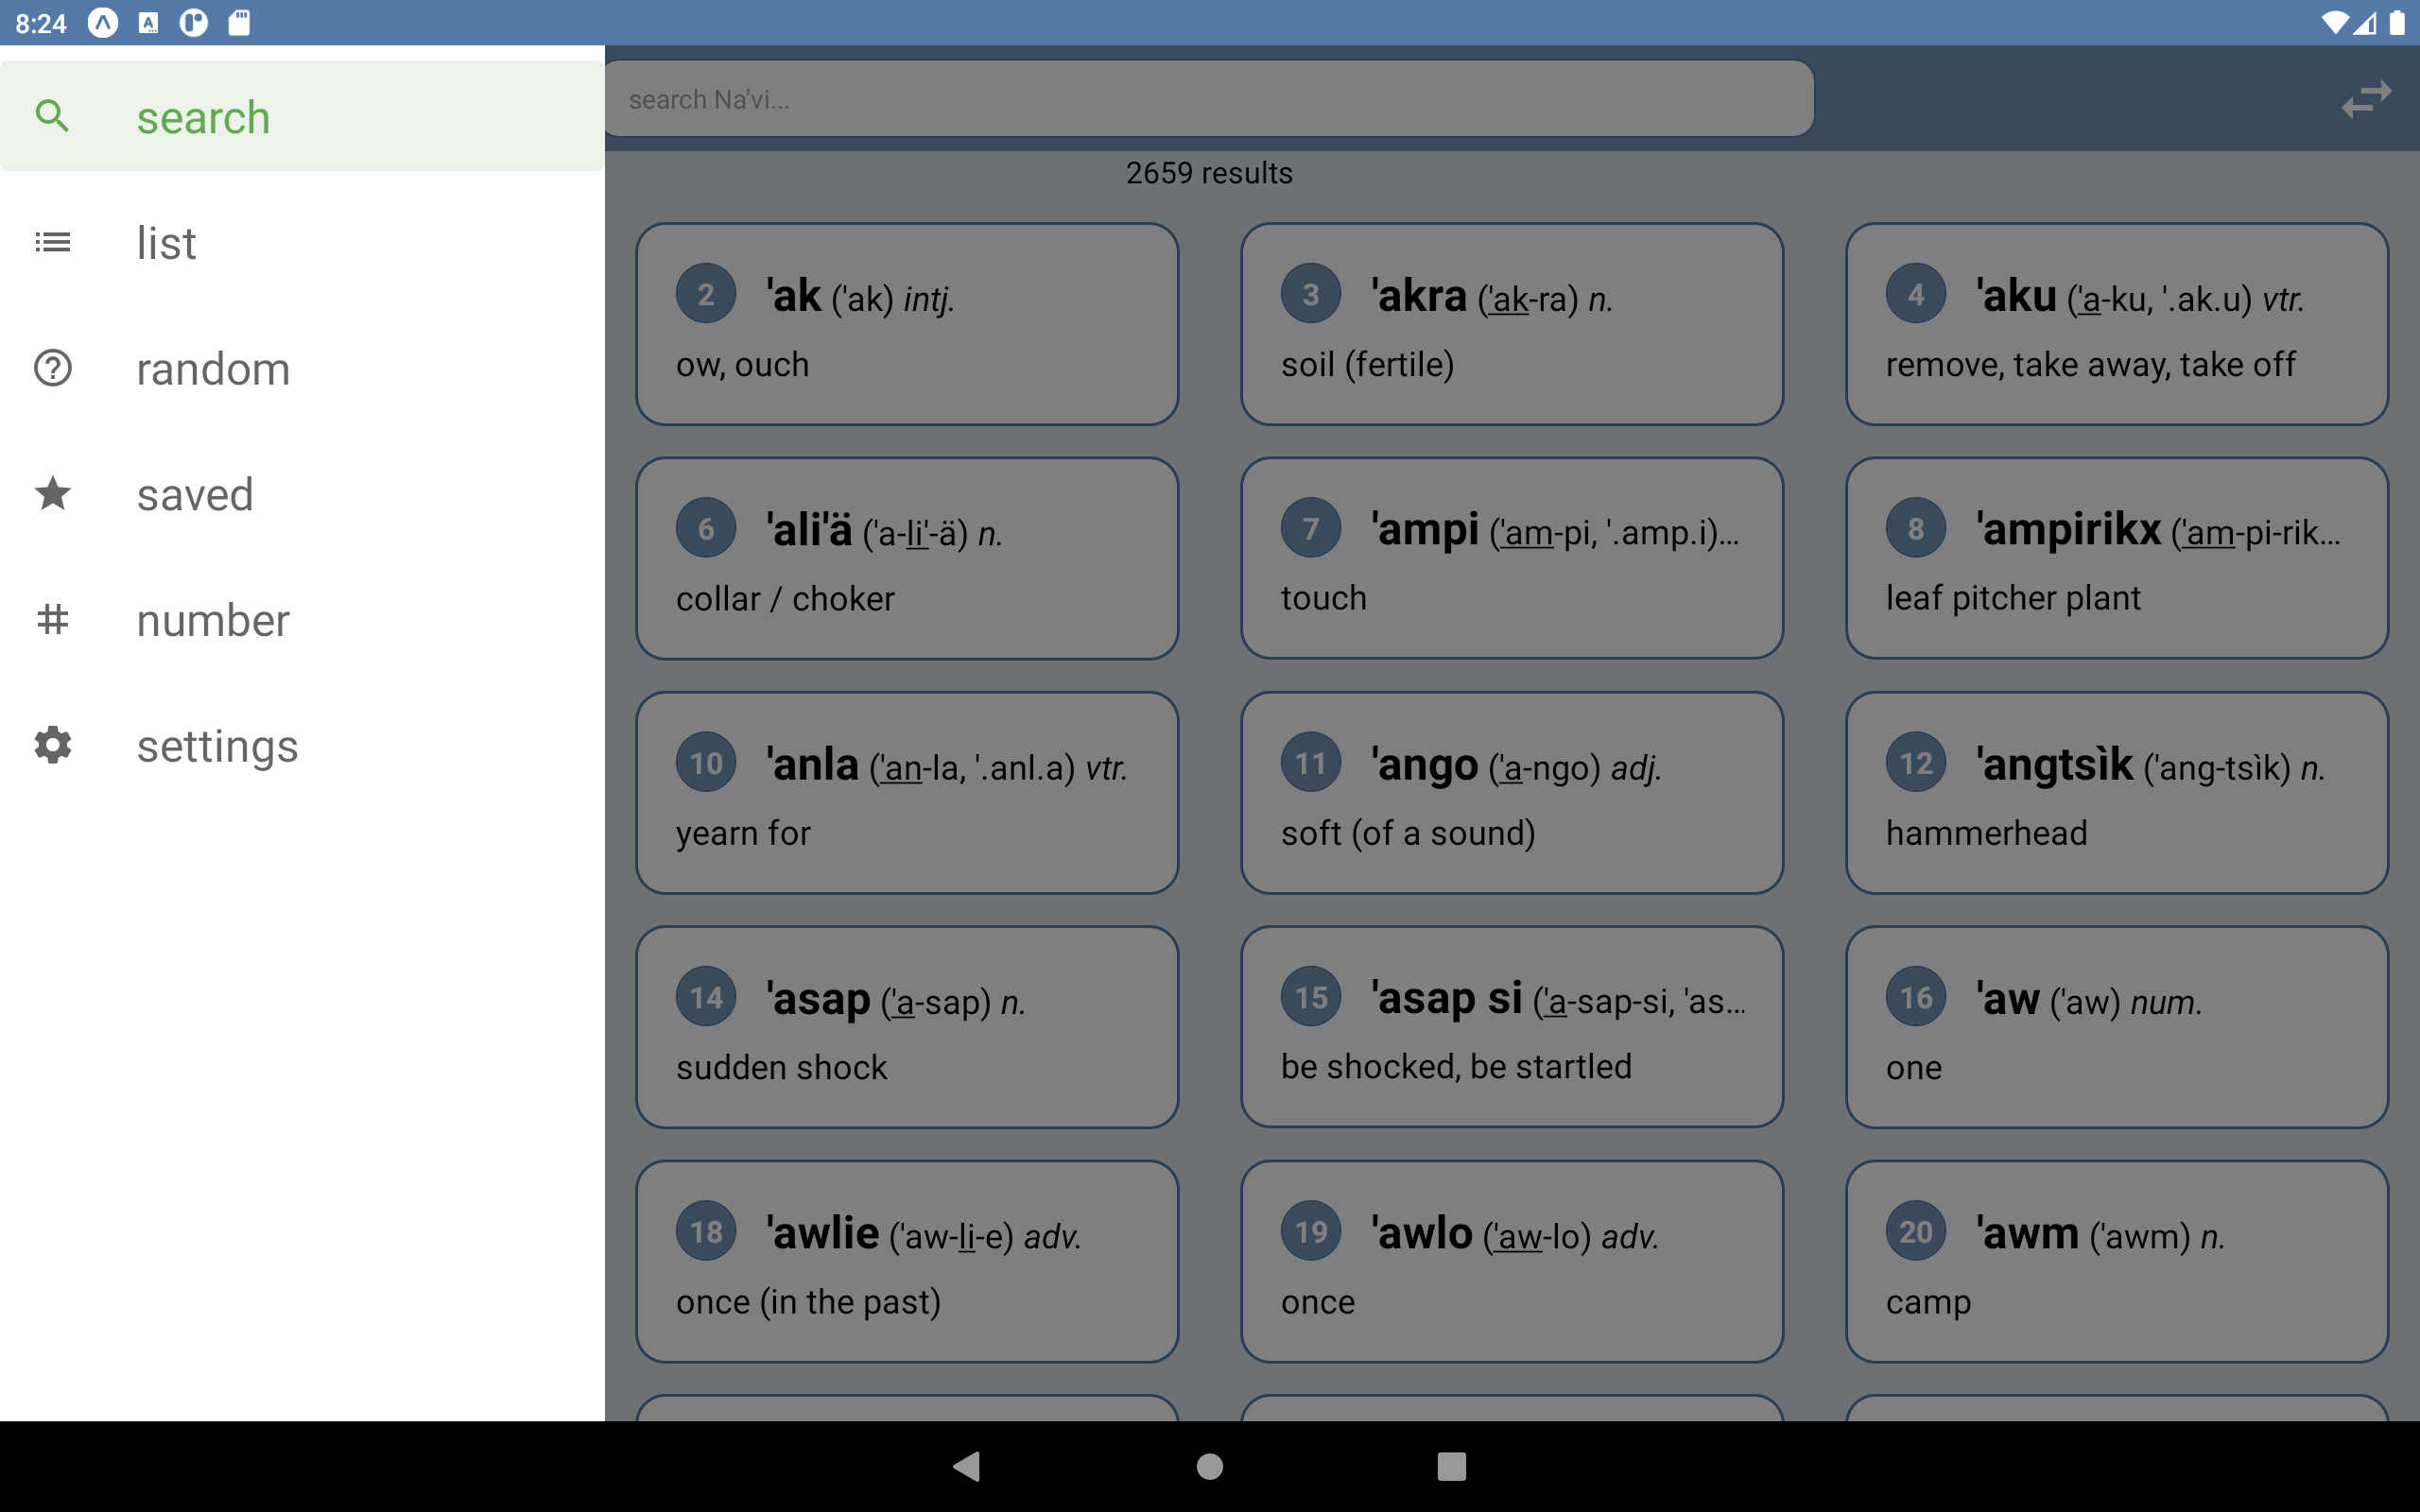 8:24
search
list
random
saved
number
settings
search Na'vi...
2659 results
2 'ak ('ak) intj.
ow, ouch
3 'akra ('ak-ra) n.
soil (fertile)
4 'aku ('a-ku, '.ak.u) vtr.
remove, take away, take off
6 'ali'ä ('a-li'-ä) n.
collar / choker
7 'ampi ('am-pi, '.amp.i)...
touch
8 'ampirikx ('am-pi-rik...
leaf pitcher plant
10 'anla ('an-la, '.anl.a) vtr.
yearn for
11 'ango ('a-ngo) adj.
soft (of a sound)
12 'angtsìk ('ang-tsìk) n.
hammerhead
14 'asap ('a-sap) n.
sudden shock
15 'asap si ('a-sap-si, 'as...
be shocked, be startled
16 'aw ('aw) num.
one
18 'awlie ('aw-li-e) adv.
once (in the past)
19 'awlo ('aw-lo) adv.
once
20 'awm ('awm) n.
camp